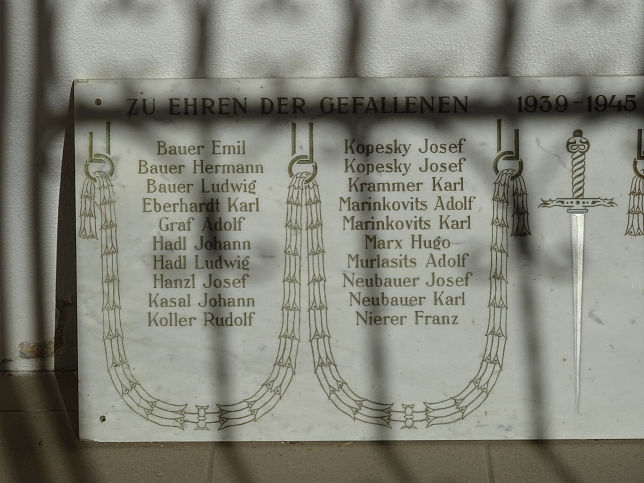 ZU EHREN DER GEFALLENEN 1939-1945
Bauer Emil
Bauer Hermann
Bauer Ludwig
Eberhardt Karl
Graf Adolf
Hadl Johann
Hadl Ludwig
Hanzl Josef
Kasal Johann
Koller Rudolf
Kopesky Josef
Kopesky Josef
Krammer Karl
Marinkovits Adolf
Marinkovits Karl
Marx Hugo
Murlasits Adolf
Neubauer Josef
Neubauer Karl
Nierer Franz